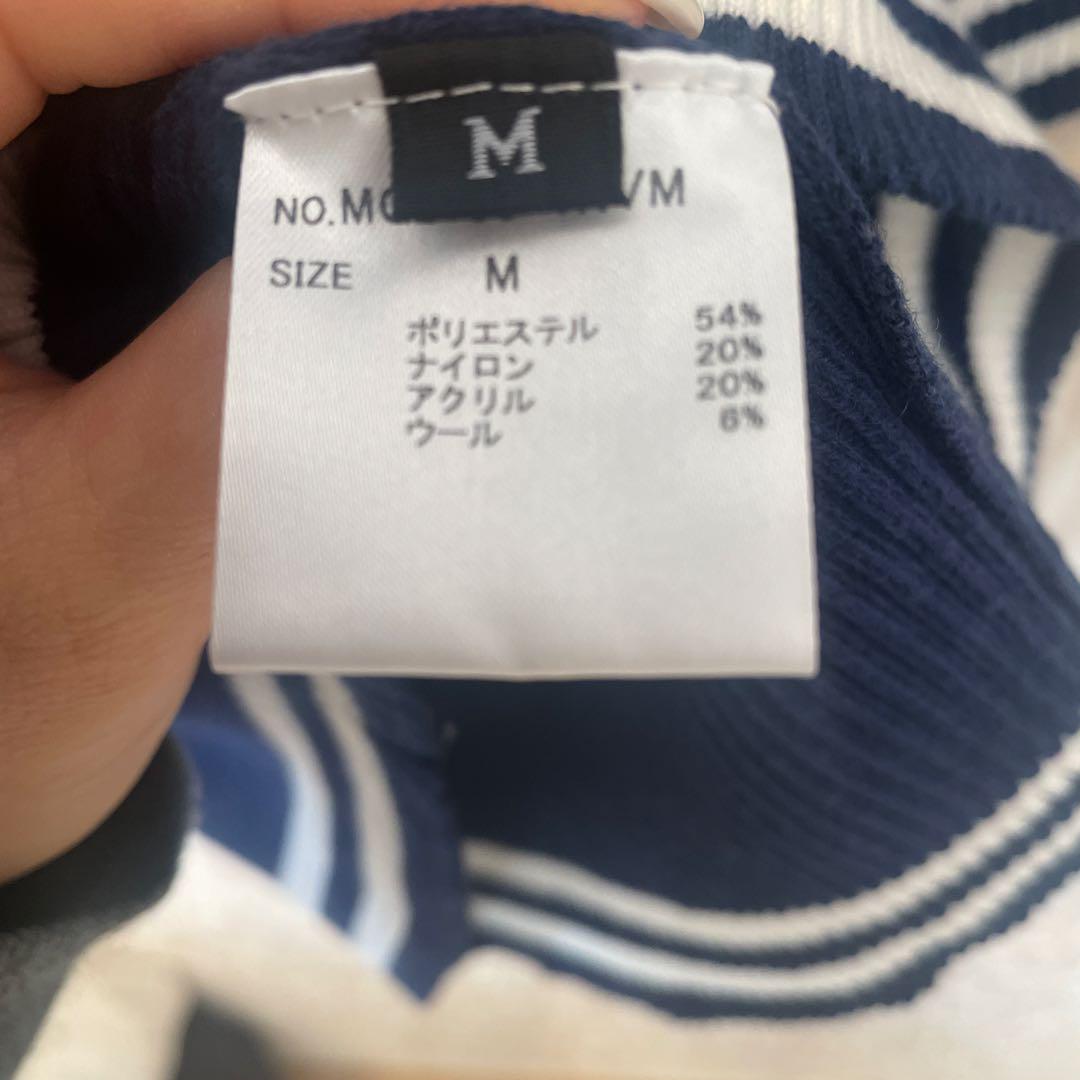 M
NO.
SIZE M
ポリエステル 54%
ナイロン 20%
アクリル 20%
ウール 6%